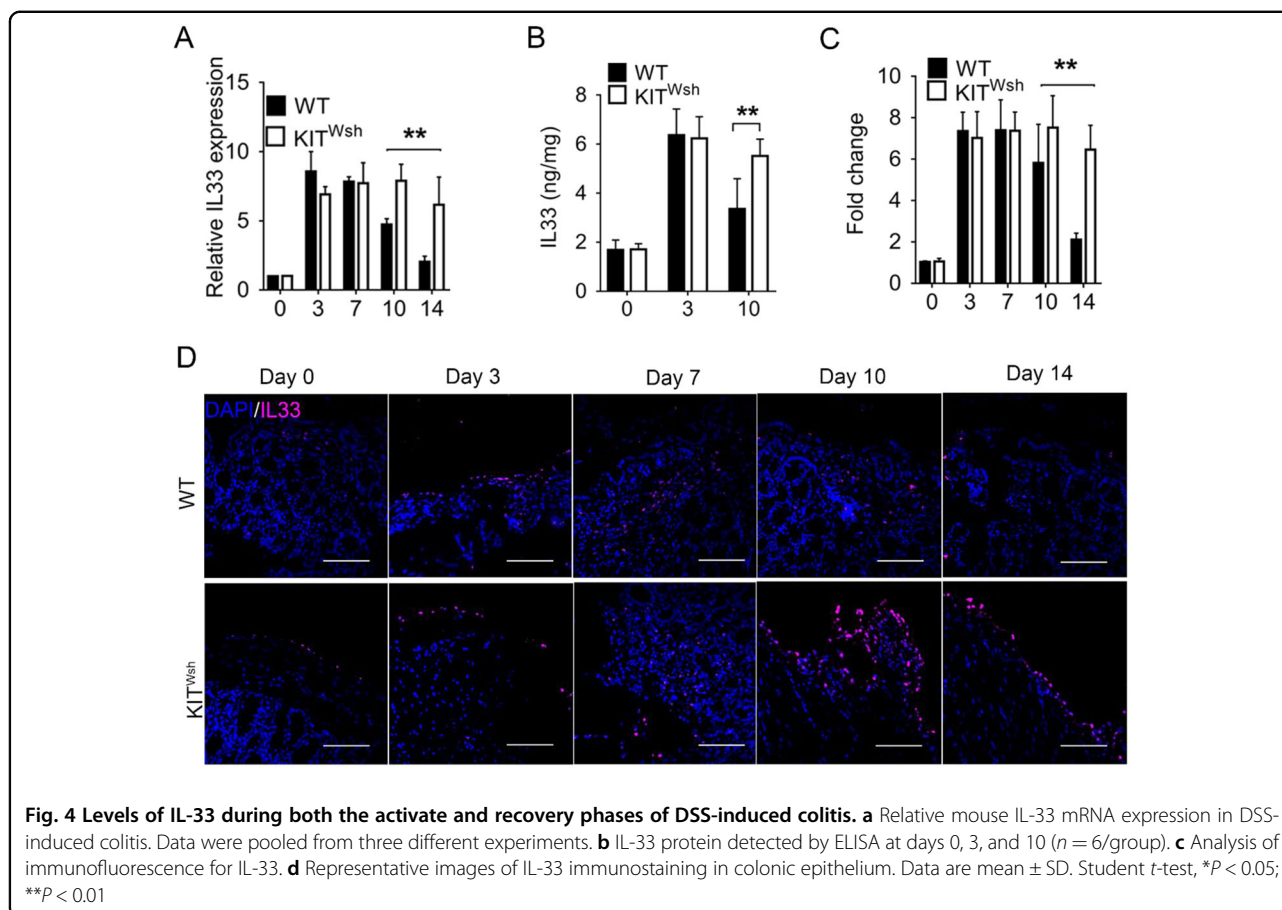 A
Relative IL33 expression
15
10
5
0
WT
KIT^Wsh
**
0 3 7 10 14
B
IL33 (ng/mg)
8
6
4
2
0
WT
KIT^Wsh
**
0 3 10
C
Fold change
10
8
6
4
2
0
WT
KIT^Wsh
**
0 3 7 10 14
D
Day 0 Day 3 Day 7 Day 10 Day 14
DAPI/IL33
WT
KIT^Wsh
Fig. 4 Levels of IL-33 during both the activate and recovery phases of DSS-induced colitis. a Relative mouse IL-33 mRNA expression in DSS-
induced colitis. Data were pooled from three different experiments. b IL-33 protein detected by ELISA at days 0, 3, and 10 (n = 6/group). c Analysis of
immunofluorescence for IL-33. d Representative images of IL-33 immunostaining in colonic epithelium. Data are mean ± SD. Student t-test, *P < 0.05;
**P < 0.01